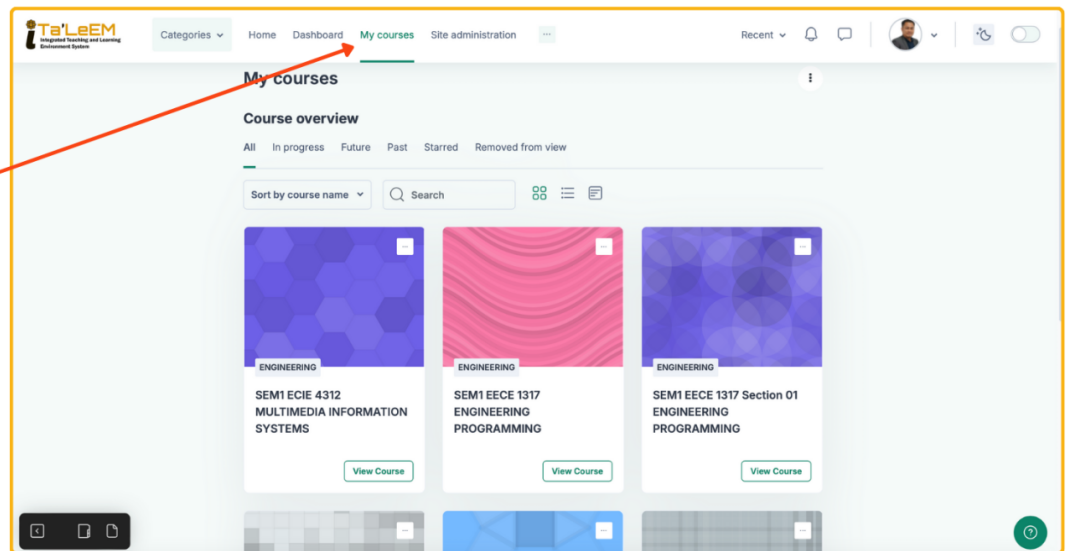 iTa'LeEM
Integrated Teaching and Learning
Environment System
Categories
Home
Dashboard
My courses
Site administration
Recent
My courses
Course overview
All
In progress
Future
Past
Starred
Removed from view
Sort by course name
Search
ENGINEERING
SEM1 ECIE 4312
MULTIMEDIA INFORMATION
SYSTEMS
View Course
ENGINEERING
SEM1 EECE 1317
ENGINEERING
PROGRAMMING
View Course
ENGINEERING
SEM1 EECE 1317 Section 01
ENGINEERING
PROGRAMMING
View Course